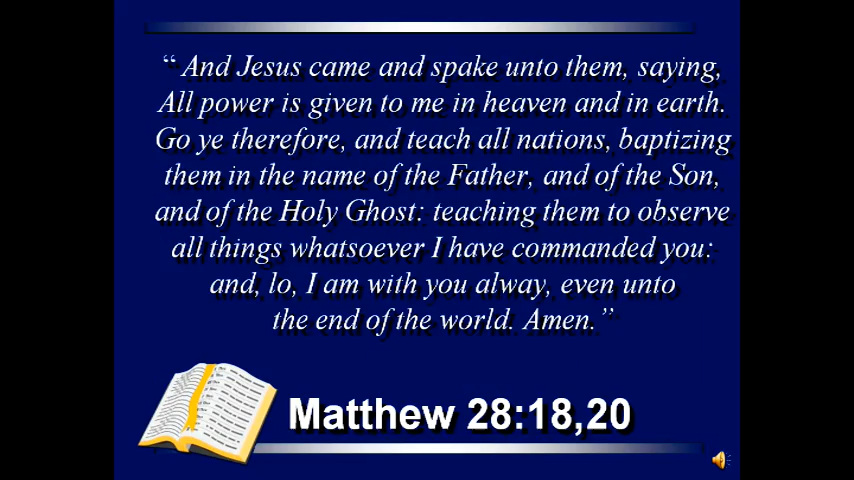 “ And Jesus came and spake unto them, saying,
All power is given to me in heaven and in earth.
Go ye therefore, and teach all nations, baptizing
them in the name of the Father, and of the Son,
and of the Holy Ghost: teaching them to observe
all things whatsoever I have commanded you:
and, lo, I am with you alway, even unto
the end of the world. Amen.”
Matthew 28:18,20